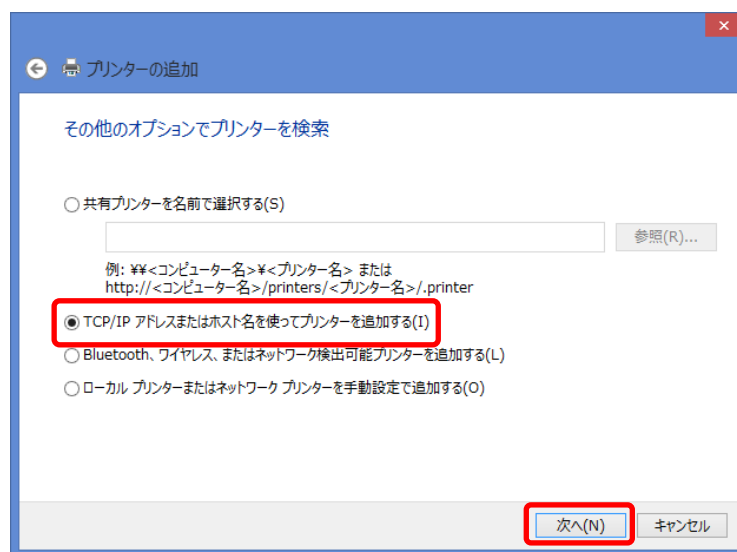 プリンターの追加
その他のオプションでプリンターを検索
共有プリンターを名前で選択する(S)
参照(R)...
例: ¥¥<コンピューター名>¥<プリンター名> または
http://<コンピューター名>/printers/<プリンター名>/.printer
TCP/IP アドレスまたはホスト名を使ってプリンターを追加する(I)
Bluetooth、ワイヤレス、またはネットワーク検出可能プリンターを追加する(L)
ローカル プリンターまたはネットワーク プリンターを手動設定で追加する(O)
次へ(N)
キャンセル